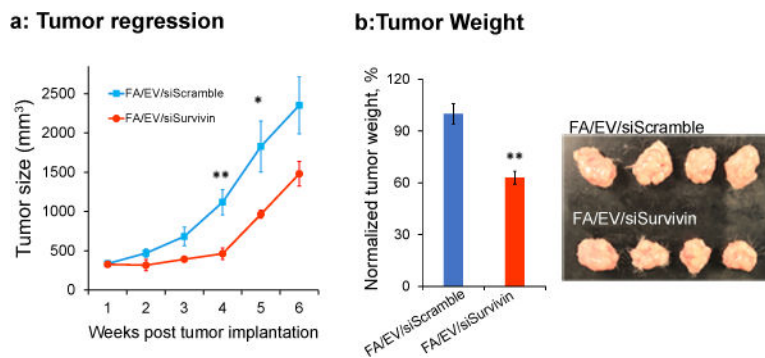 a: Tumor regression
FA/EV/siScramble
FA/EV/siSurvivin
**
*
Tumor size (mm³)
2500
2000
1500
1000
500
0
1 2 3 4 5 6
Weeks post tumor implantation
b:Tumor Weight
Normalized tumor weight, %
120
90
60
30
0
**
FA/EV/siScramble
FA/EV/siSurvivin
FA/EV/siScramble
FA/EV/siSurvivin